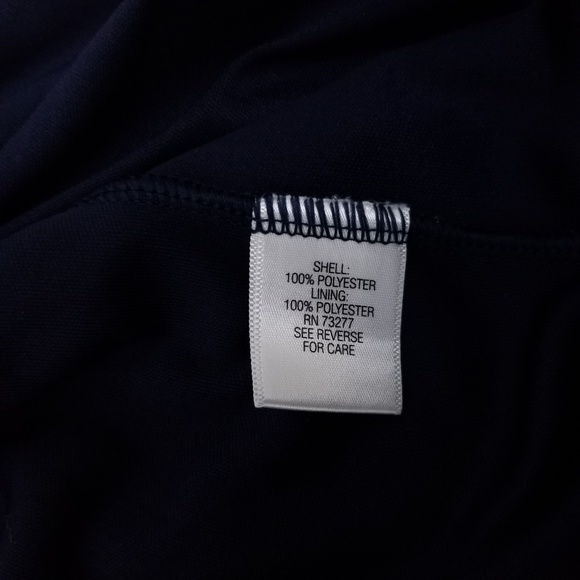 SHELL:
100% POLYESTER
LINING:
100% POLYESTER
RN 73277
SEE REVERSE
FOR CARE